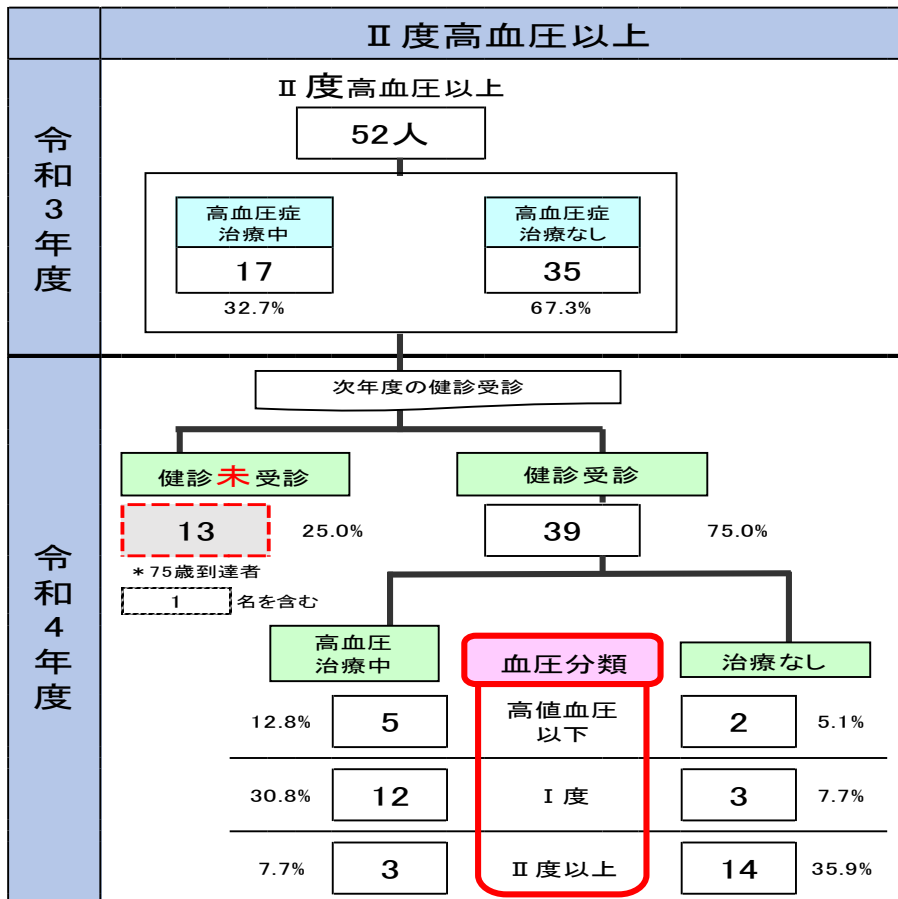 Ⅱ度高血圧以上
令和3年度
Ⅱ度高血圧以上
52人
高血圧症
治療中
17
32.7%
高血圧症
治療なし
35
67.3%
令和4年度
次年度の健診受診
健診未受診
13
25.0%
*75歳到達者
1 名を含む
健診受診
39
75.0%
高血圧
治療中
血圧分類
治療なし
12.8%
5
高値血圧
以下
2
5.1%
30.8%
12
Ⅰ度
3
7.7%
7.7%
3
Ⅱ度以上
14
35.9%